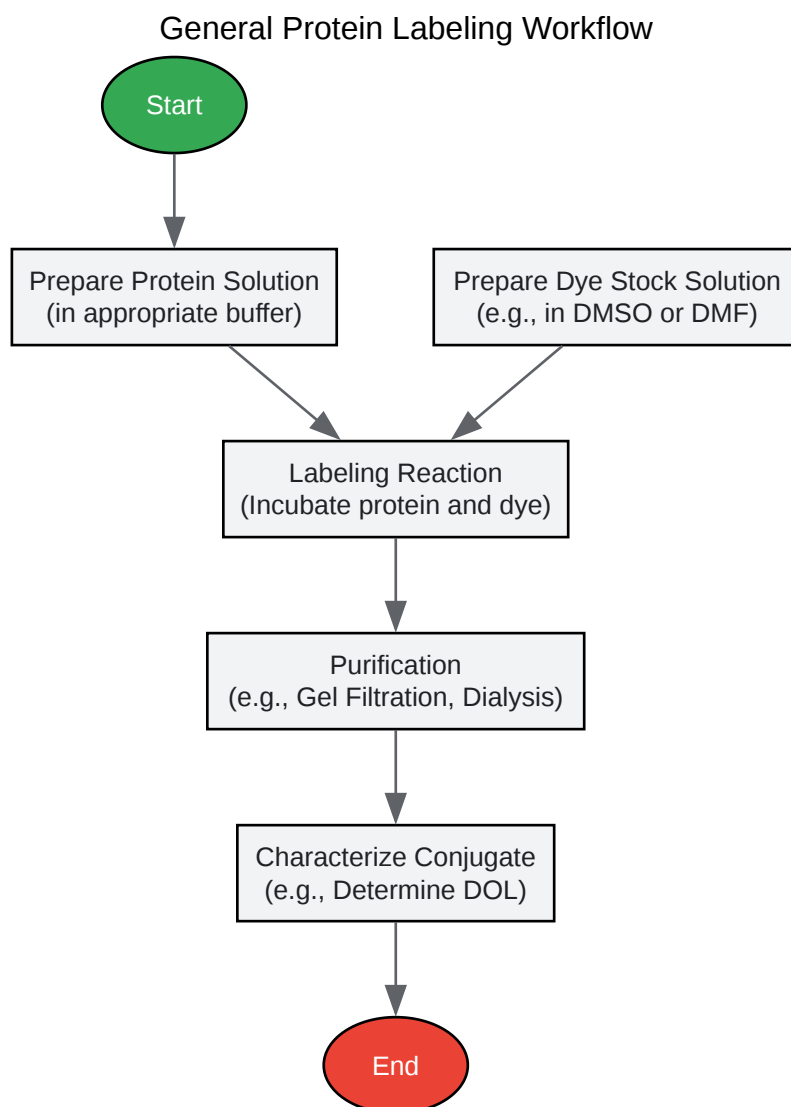 General Protein Labeling Workflow
Start
Prepare Protein Solution
(in appropriate buffer)
Prepare Dye Stock Solution
(e.g., in DMSO or DMF)
Labeling Reaction
(Incubate protein and dye)
Purification
(e.g., Gel Filtration, Dialysis)
Characterize Conjugate
(e.g., Determine DOL)
End